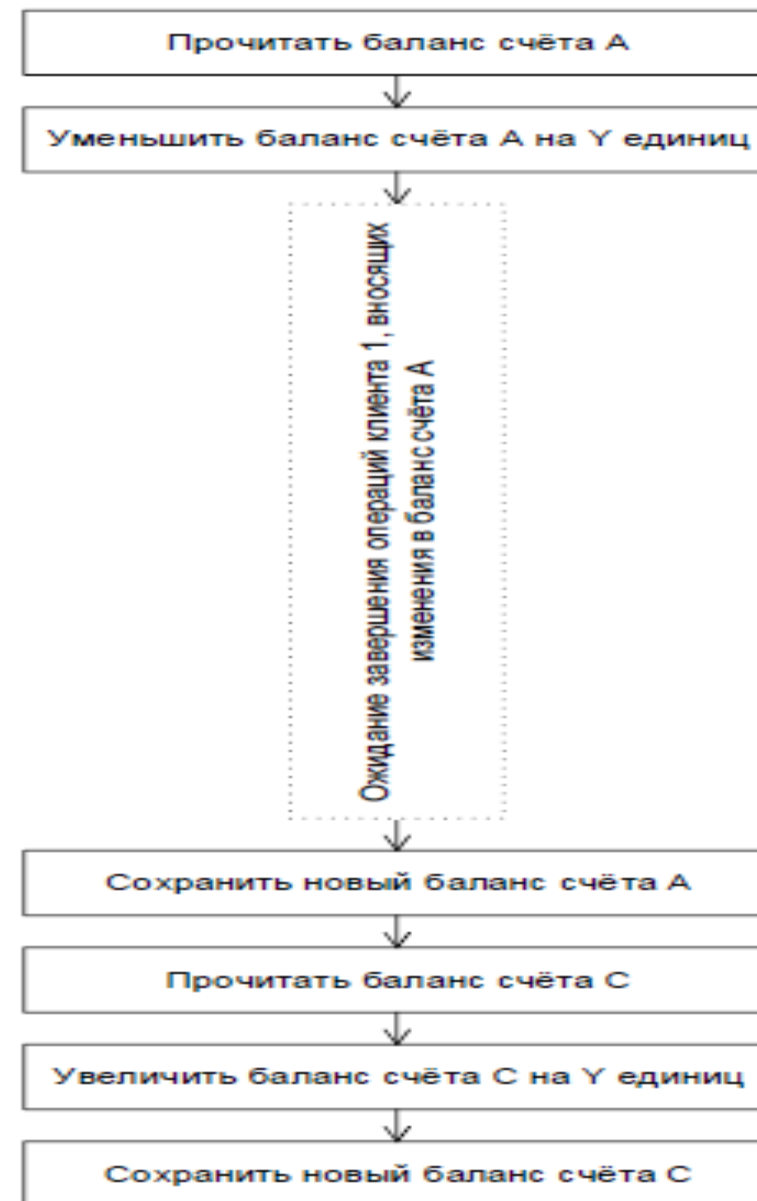 Прочитать баланс счёта A
Уменьшить баланс счёта A на Y единиц
Ожидание завершения операций клиента 1, вносящих
изменения в баланс счёта A
Сохранить новый баланс счёта A
Прочитать баланс счёта C
Увеличить баланс счёта C на Y единиц
Сохранить новый баланс счёта C